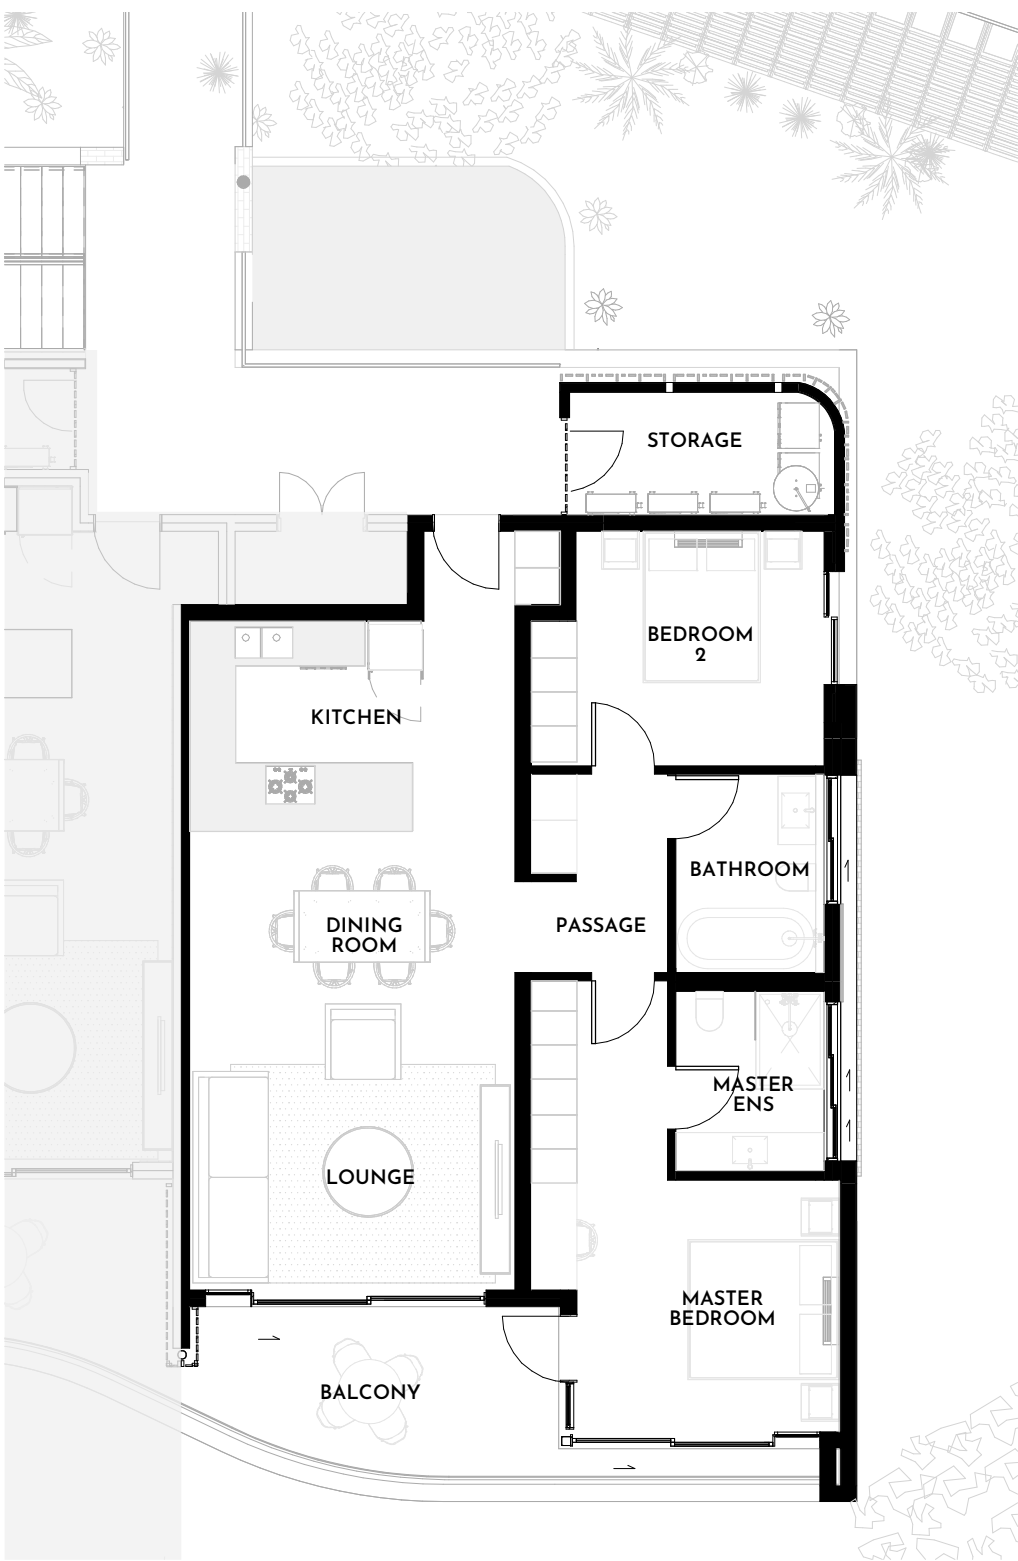 STORAGE
BEDROOM
2
KITCHEN
BATHROOM
DINING
ROOM
PASSAGE
MASTER
ENS
LOUNGE
MASTER
BEDROOM
BALCONY